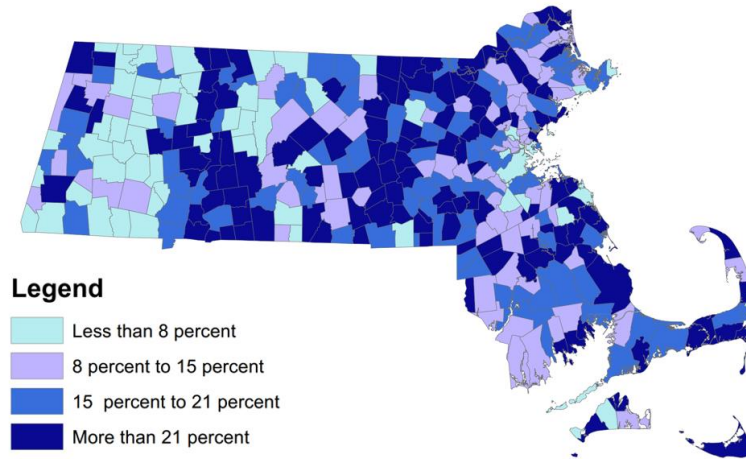 Legend
Less than 8 percent
8 percent to 15 percent
15  percent to 21 percent
More than 21 percent